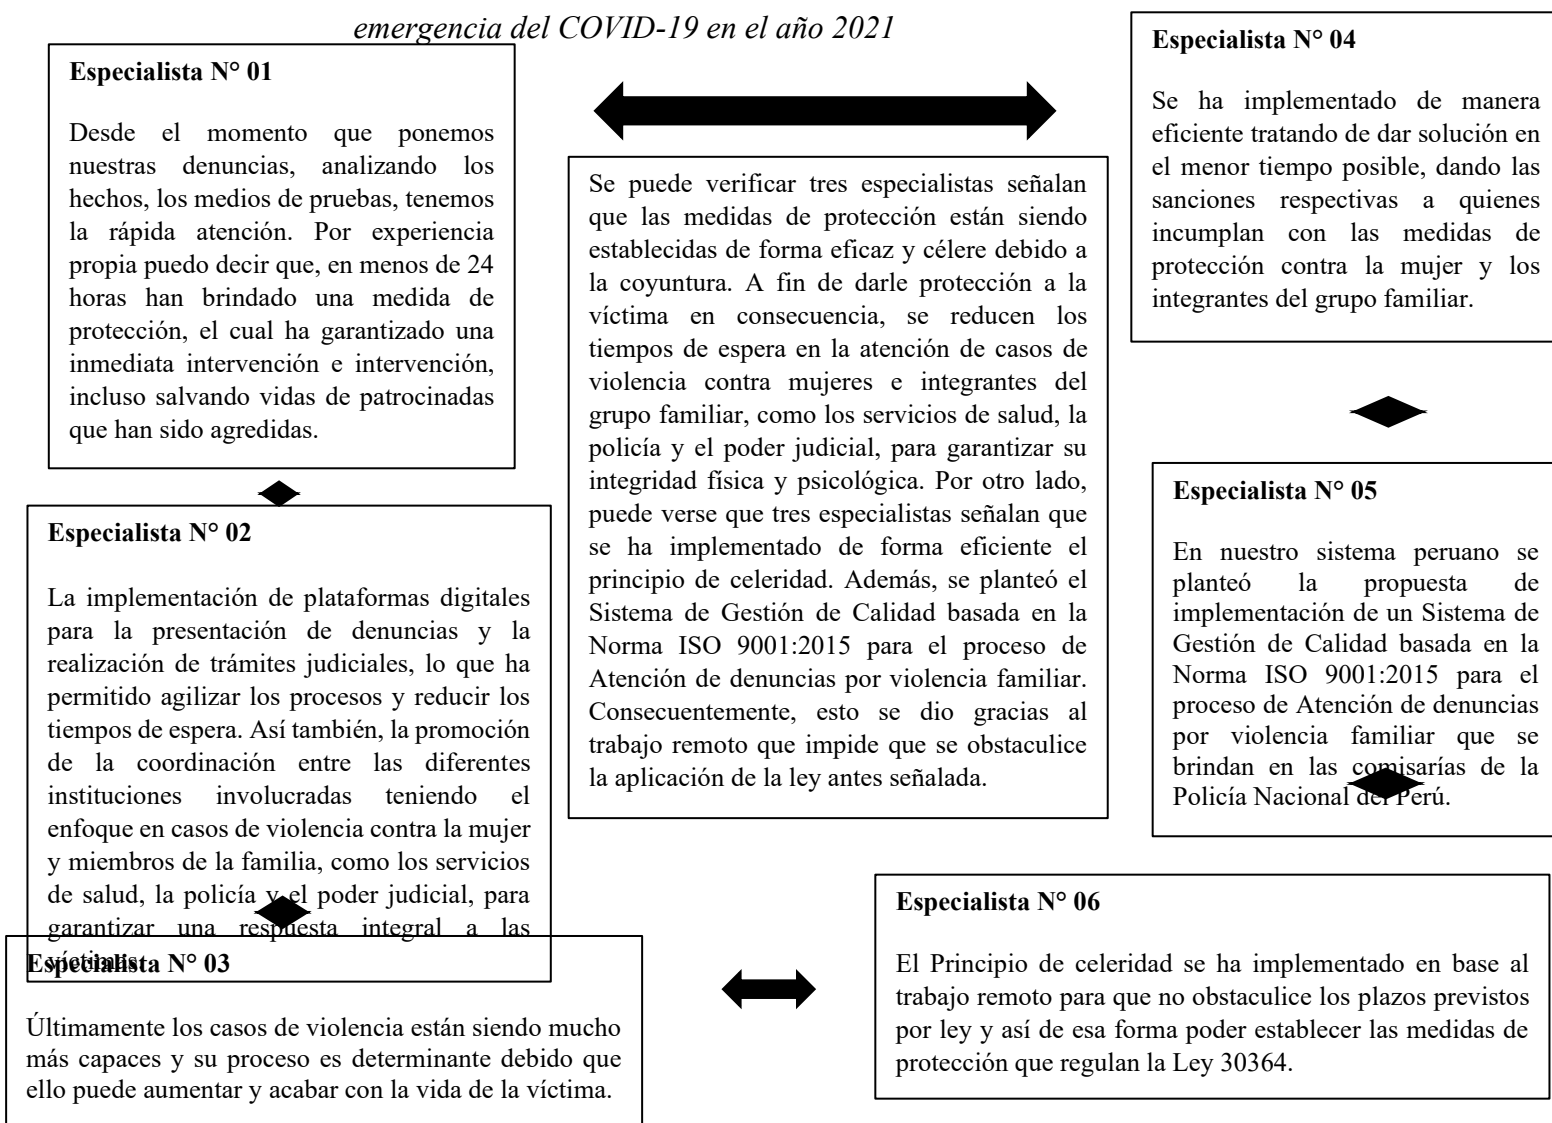 emergencia del COVID-19 en el año 2021
Especialista N° 01
Desde el momento que ponemos
nuestras denuncias, analizando los
hechos, los medios de pruebas, tenemos
la rápida atención. Por experiencia
propia puedo decir que, en menos de 24
horas han brindado una medida de
protección, el cual ha garantizado una
inmediata intervención e intervención,
incluso salvando vidas de patrocinadas
que han sido agredidas.
Especialista N° 02
La implementación de plataformas digitales
para la presentación de denuncias y la
realización de trámites judiciales, lo que ha
permitido agilizar los procesos y reducir los
tiempos de espera. Así también, la promoción
de la coordinación entre las diferentes
instituciones involucradas teniendo el
enfoque en casos de violencia contra la mujer
y miembros de la familia, como los servicios
de salud, la policía y el poder judicial, para
garantizar una respuesta integral a las
víctimas.
Especialista N° 03
Últimamente los casos de violencia están siendo mucho
más capaces y su proceso es determinante debido que
ello puede aumentar y acabar con la vida de la víctima.
Se puede verificar tres especialistas señalan
que las medidas de protección están siendo
establecidas de forma eficaz y célere debido a
la coyuntura. A fin de darle protección a la
víctima en consecuencia, se reducen los
tiempos de espera en la atención de casos de
violencia contra mujeres e integrantes del
grupo familiar, como los servicios de salud, la
policía y el poder judicial, para garantizar su
integridad física y psicológica. Por otro lado,
puede verse que tres especialistas señalan que
se ha implementado de forma eficiente el
principio de celeridad. Además, se planteó el
Sistema de Gestión de Calidad basada en la
Norma ISO 9001:2015 para el proceso de
Atención de denuncias por violencia familiar.
Consecuentemente, esto se dio gracias al
trabajo remoto que impide que se obstaculice
la aplicación de la ley antes señalada.
Especialista N° 04
Se ha implementado de manera
eficiente tratando de dar solución en
el menor tiempo posible, dando las
sanciones respectivas a quienes
incumplan con las medidas de
protección contra la mujer y los
integrantes del grupo familiar.
Especialista N° 05
En nuestro sistema peruano se
planteó la propuesta de
implementación de un Sistema de
Gestión de Calidad basada en la
Norma ISO 9001:2015 para el
proceso de Atención de denuncias
por violencia familiar que se
brindan en las comisarías de la
Policía Nacional del Perú.
Especialista N° 06
El Principio de celeridad se ha implementado en base al
trabajo remoto para que no obstaculice los plazos previstos
por ley y así de esa forma poder establecer las medidas de
protección que regulan la Ley 30364.